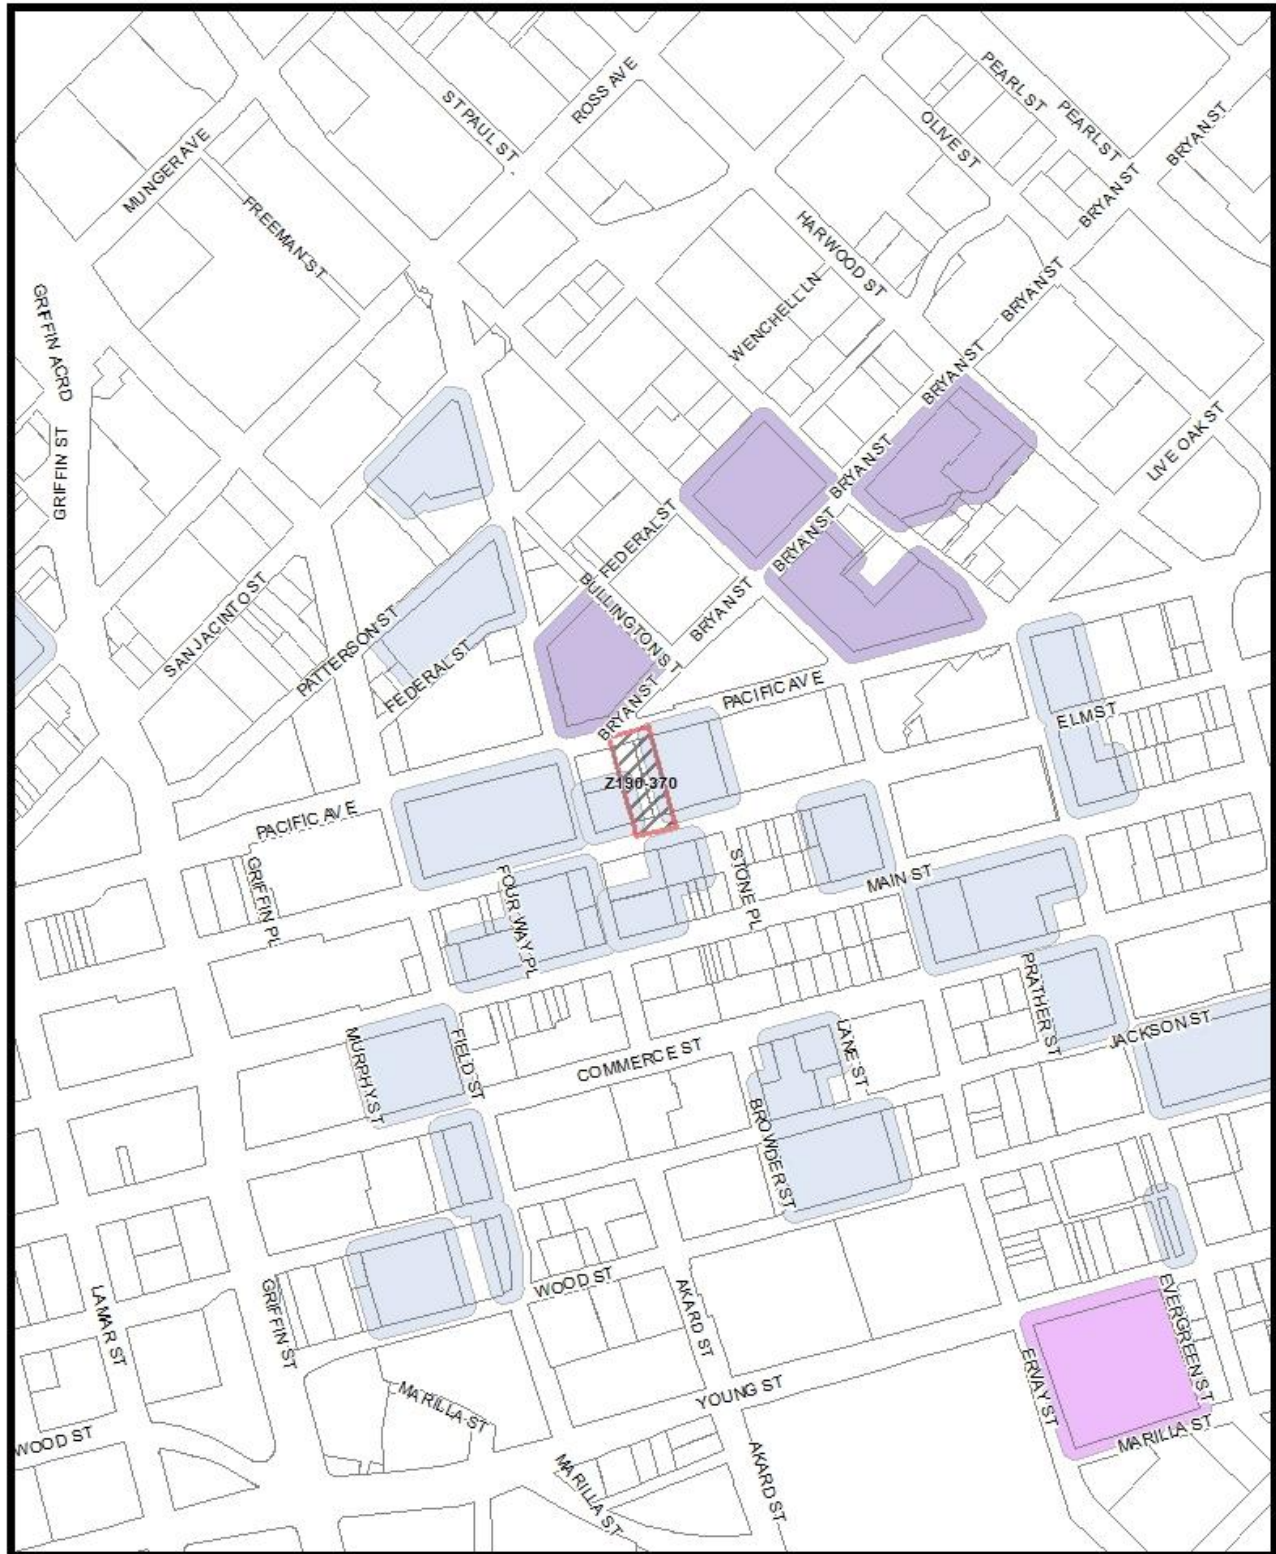 PEARL ST
ROSS AVE
ST PAUL ST
PEARL ST
BRYAN ST
OLIVE ST
MUNGER AVE
BRYAN ST
FREEMAN ST
HARWOOD ST
BRYAN ST
WENCHELL LN
GRIFFIN ACRD
BRYAN ST
LIVE OAK ST
GRIFFIN ST
BRYAN ST
FEDERAL ST
BRYAN ST
SAN JACINTO ST
BULLINGTON ST
BRYAN ST
PATTERSON ST
FEDERAL ST
PACIFIC AVE
BRYAN ST
ELM ST
Z190-370
PACIFIC AVE
GRIFFIN PL
FOUR WAY PL
STONE PL
MAIN ST
PRATHER ST
JACKSON ST
MURPHY ST
FIELD ST
COMMERCE ST
LANE ST
BROWDER ST
WOOD ST
LAMAR ST
GRIFFIN ST
AKARD ST
EVERGREEN ST
ERVAY ST
YOUNG ST
MARILLA ST
MARILLA ST
WOOD ST
MARILLA ST
AKARD ST